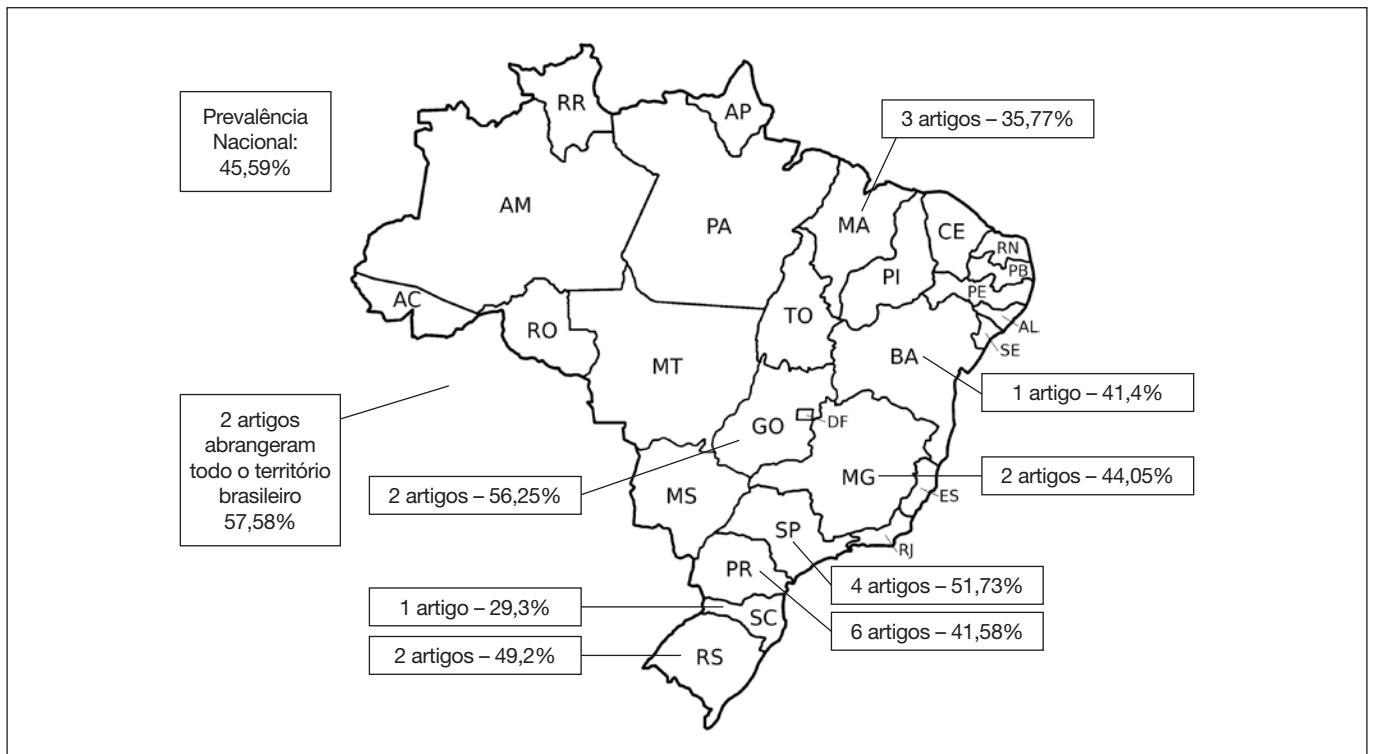 Prevalência
Nacional:
45,59%
RR
AP
3 artigos – 35,77%
AM
PA
MA
CE
RN
PB
PI
PE
AC
TO
AL
RO
SE
BA
MT
1 artigo – 41,4%
2 artigos
abrangeram
todo o território
brasileiro
57,58%
GO
DF
MG
2 artigos – 44,05%
2 artigos – 56,25%
MS
ES
SP
RJ
PR
4 artigos – 51,73%
1 artigo – 29,3%
SC
6 artigos – 41,58%
2 artigos – 49,2%
RS